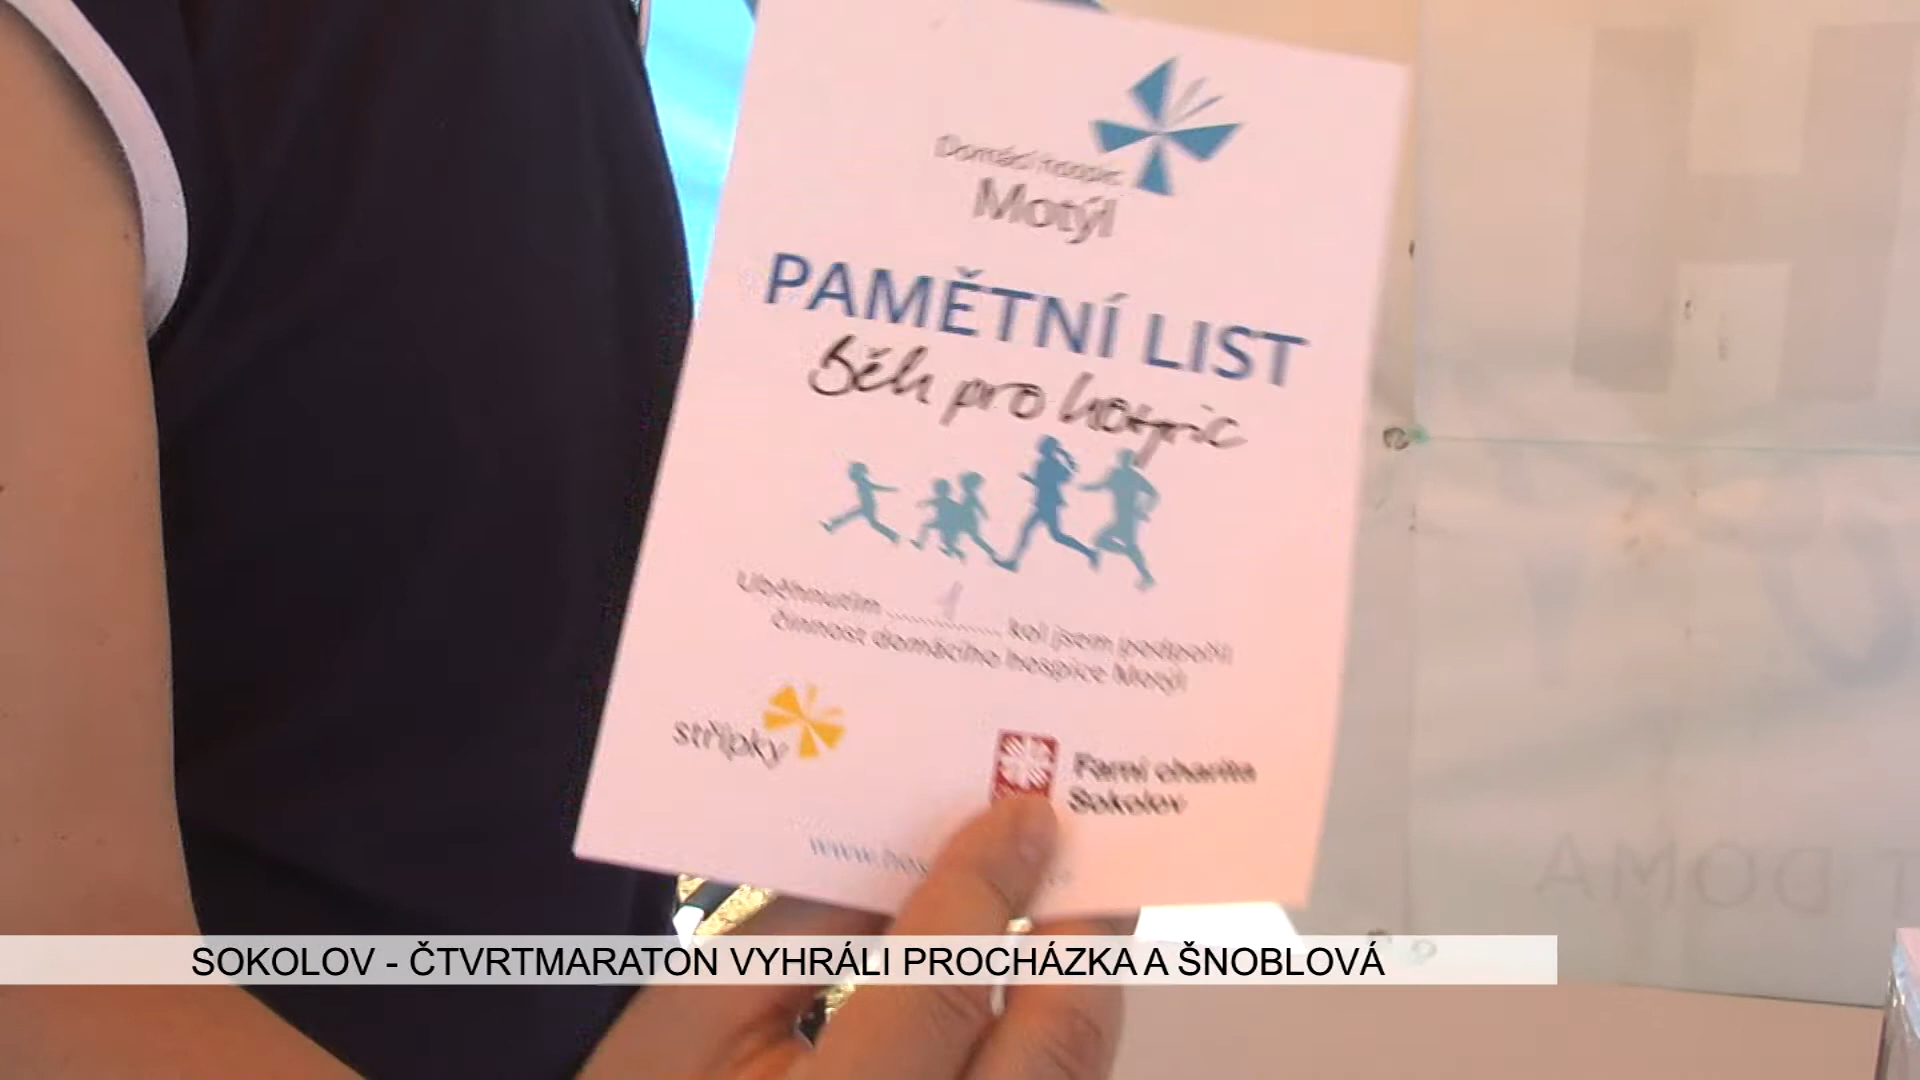 Domácí hospic
Motýl
PAMĚTNÍ LIST
Běh pro hospic
Uběhnutím ......1...... kol jsem podpořil
činnost domácího hospice Motýl
střípky
Farní charita
Sokolov
T DOMA
SOKOLOV - ČTVRTMARATON VYHRÁLI PROCHÁZKA A ŠNOBLOVÁ